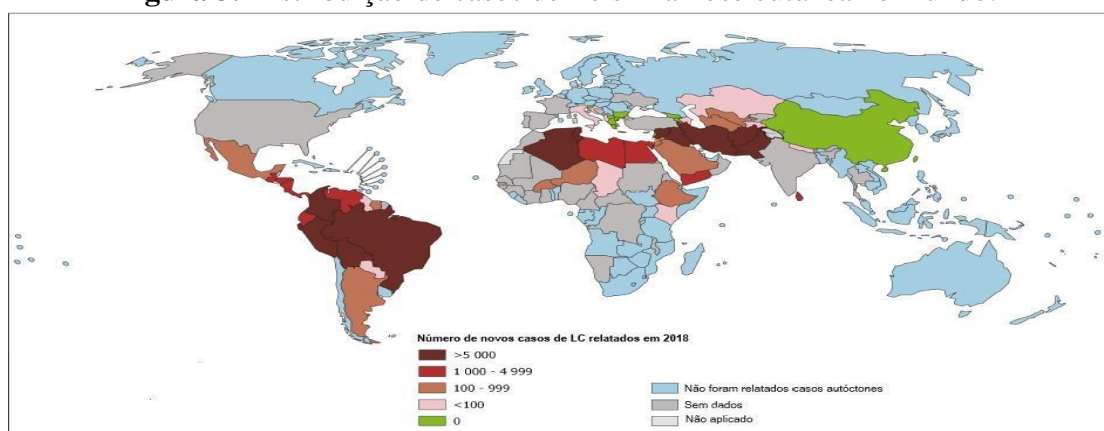 Número de novos casos de LC relatados em 2018
>5 000
1 000 - 4 999
100 - 999
<100
0
Não foram relatados casos autóctones
Sem dados
Não aplicado